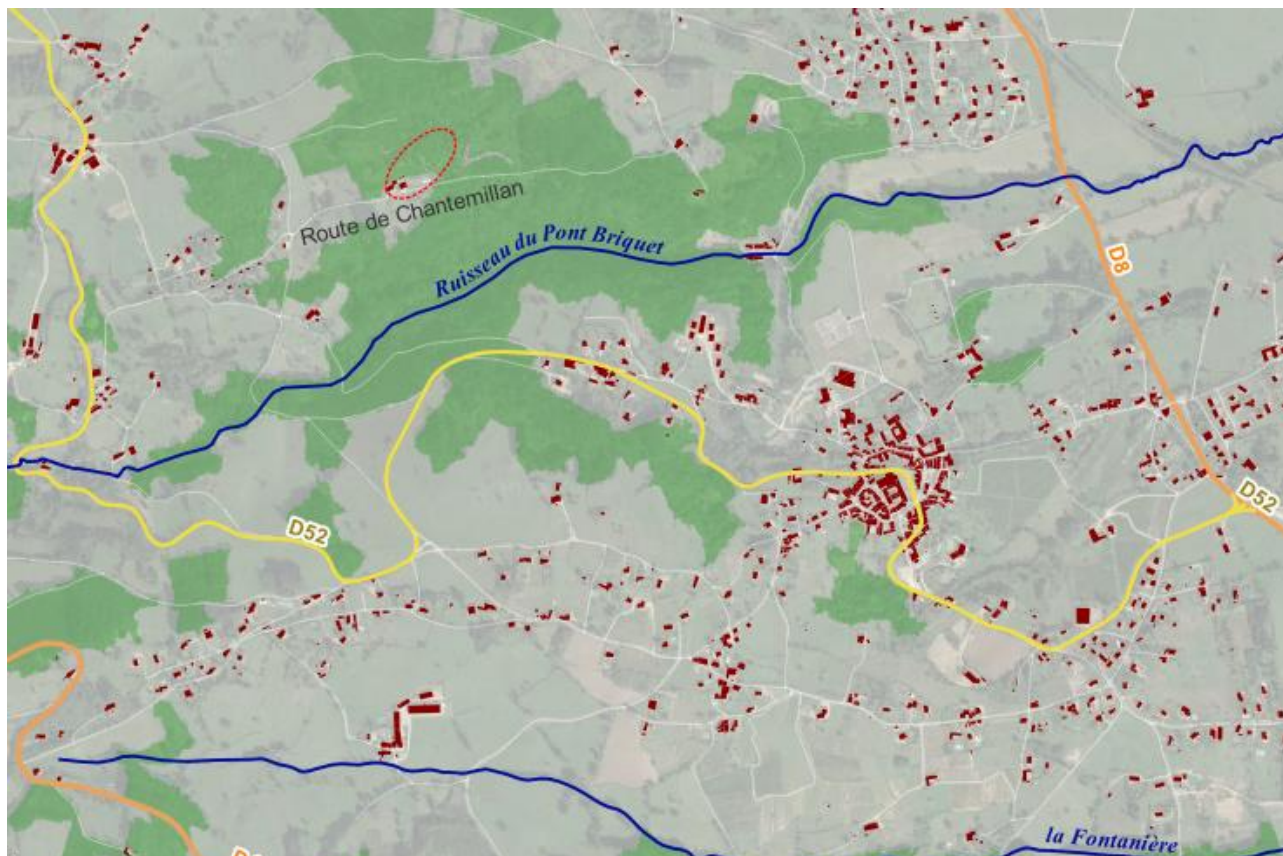 Route de Chantemillan
Ruisseau du Pont Briquet
D8
D52
D52
la Fontanière